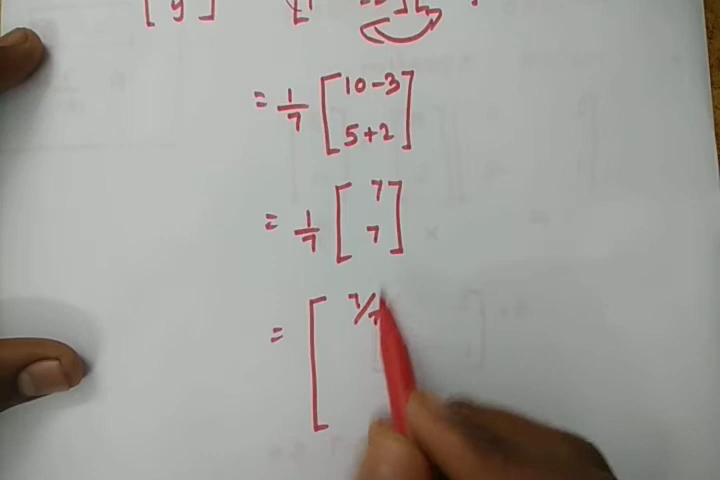 [ y ]
= 1/7 [ 10-3
5+2 ]
= 1/7 [ 7
7 ]
= [ 7/7